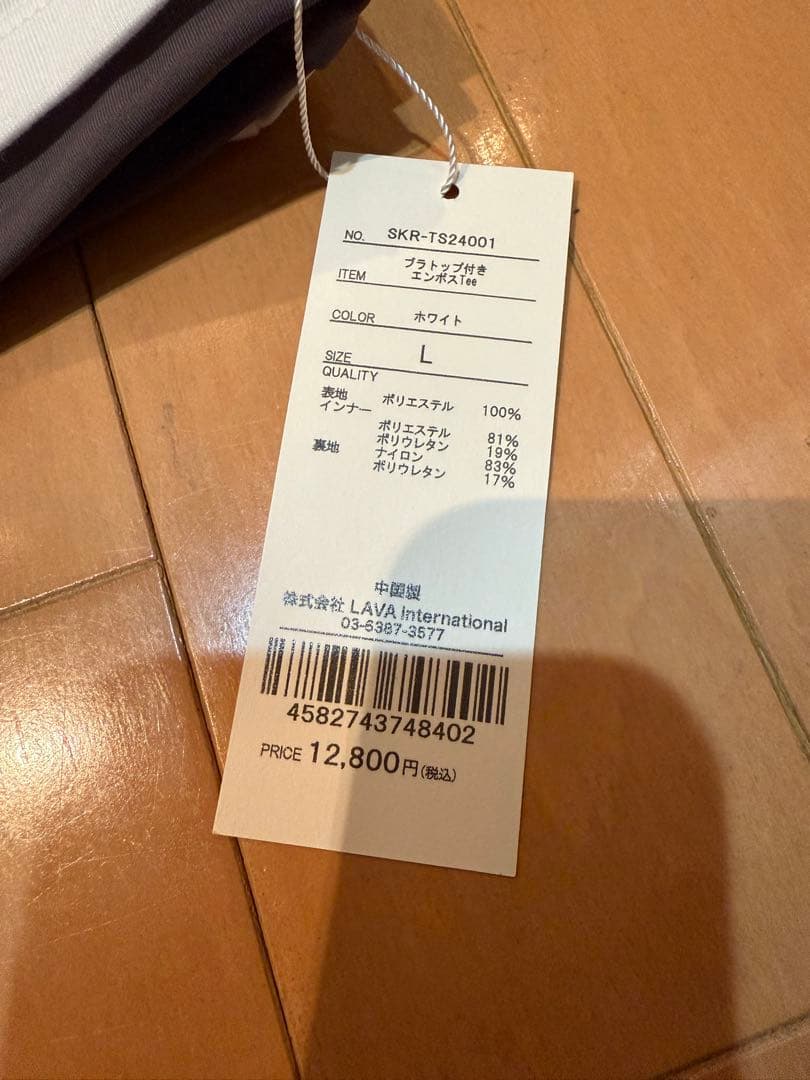 NO. SKR-TS24001
ITEM ブラトップ付き
エンボスTee
COLOR ホワイト
SIZE L
QUALITY
表地 ポリエステル 100%
インナー ポリエステル 81%
ポリウレタン 19%
裏地 ナイロン 83%
ポリウレタン 17%
中国製
株式会社 LAVA International
03-6387-3577
4582743748402
PRICE 12,800円(税込)